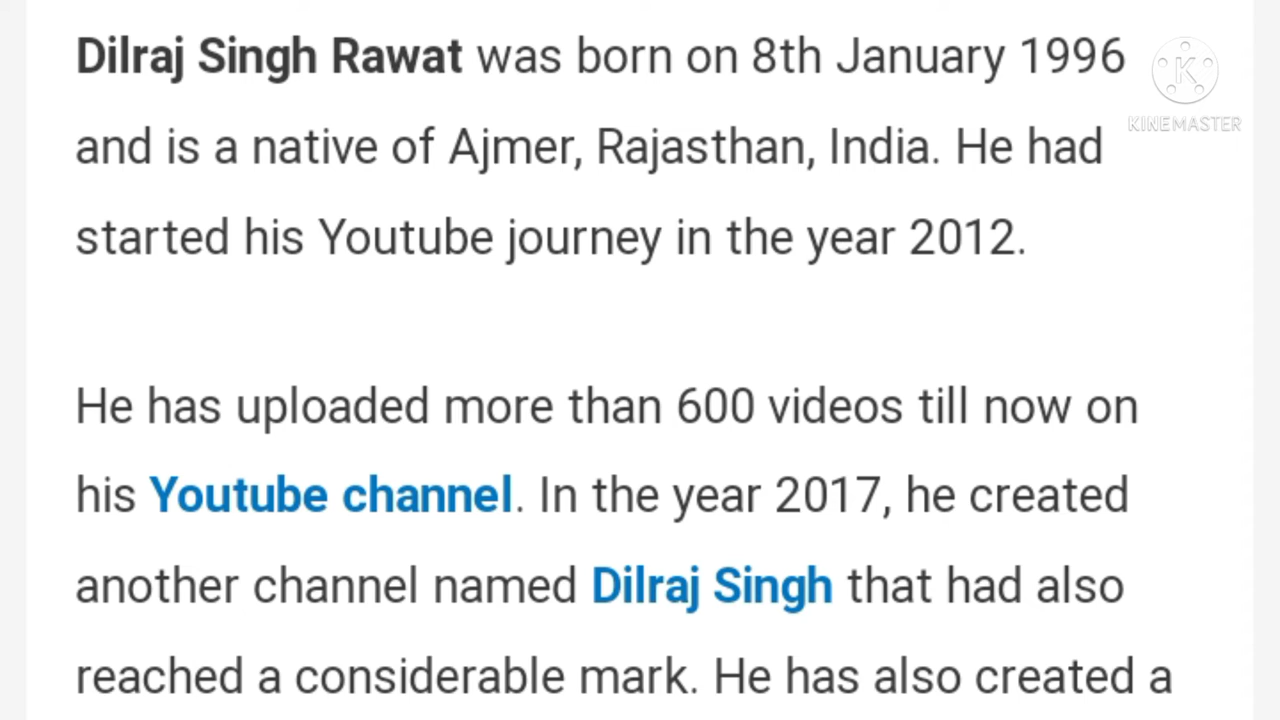 Dilraj Singh Rawat was born on 8th January 1996
and is a native of Ajmer, Rajasthan, India. He had
started his Youtube journey in the year 2012.
He has uploaded more than 600 videos till now on
his Youtube channel. In the year 2017, he created
another channel named Dilraj Singh that had also
reached a considerable mark. He has also created a
K
KINEMASTER